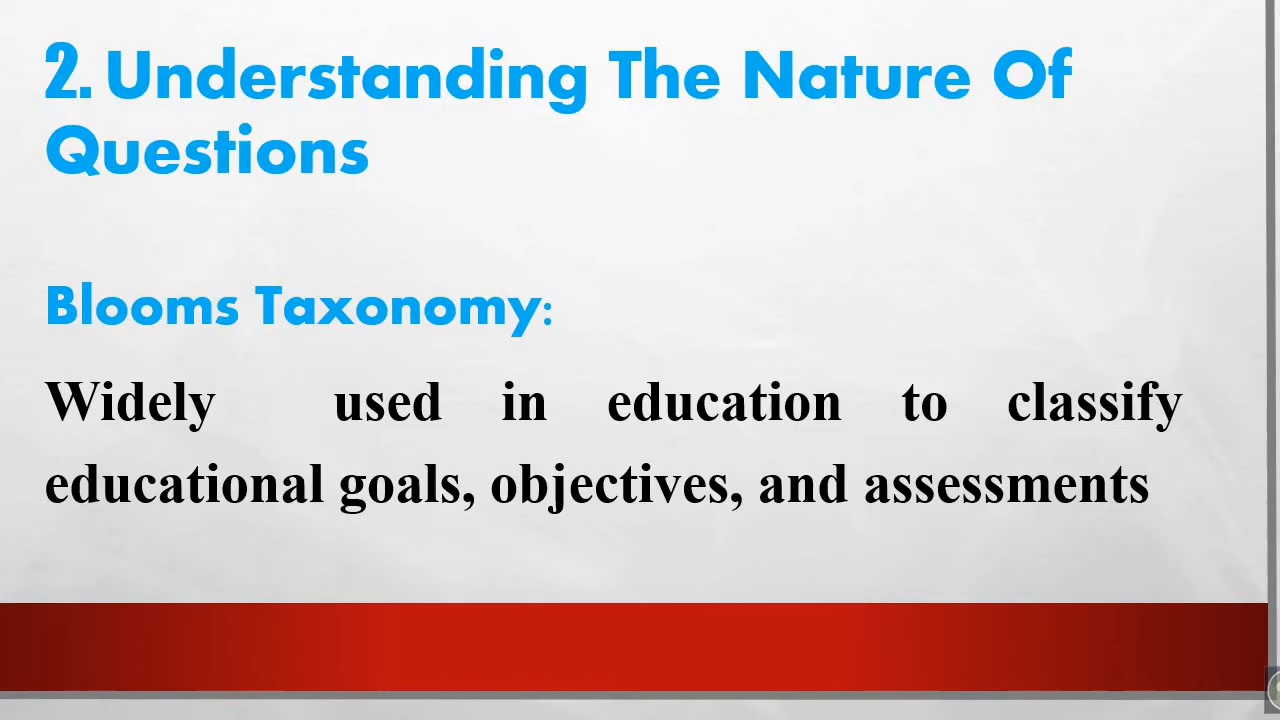 2. Understanding The Nature Of
Questions
Blooms Taxonomy:
Widely used in education to classify
educational goals, objectives, and assessments